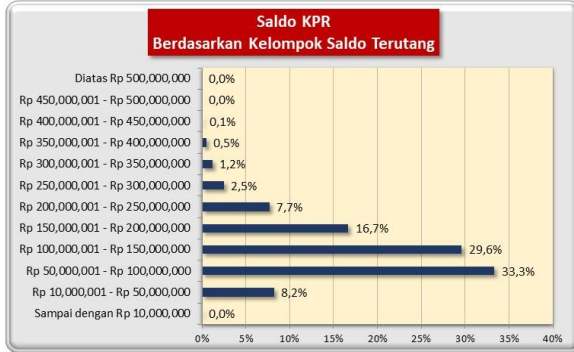 Saldo KPR
Berdasarkan Kelompok Saldo Terutang
Diatas Rp 500,000,000 0,0%
Rp 450,000,001 - Rp 500,000,000 0,0%
Rp 400,000,001 - Rp 450,000,000 0,1%
Rp 350,000,001 - Rp 400,000,000 0,5%
Rp 300,000,001 - Rp 350,000,000 1,2%
Rp 250,000,001 - Rp 300,000,000 2,5%
Rp 200,000,001 - Rp 250,000,000 7,7%
Rp 150,000,001 - Rp 200,000,000 16,7%
Rp 100,000,001 - Rp 150,000,000 29,6%
Rp 50,000,001 - Rp 100,000,000 33,3%
Rp 10,000,001 - Rp 50,000,000 8,2%
Sampai dengan Rp 10,000,000 0,0%
0% 5% 10% 15% 20% 25% 30% 35% 40%